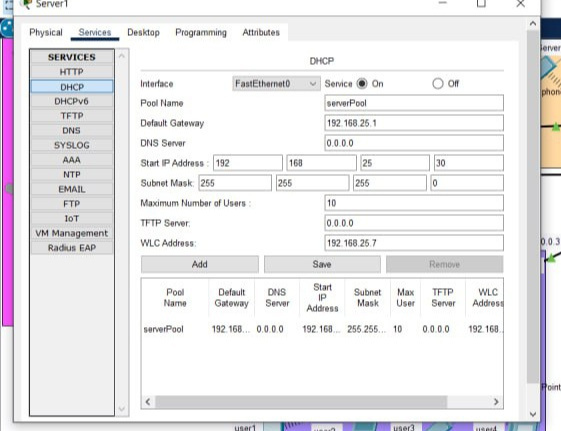 Server1
Physical Services Desktop Programming Attributes
SERVICES
HTTP
DHCP
DHCPv6
TFTP
DNS
SYSLOG
AAA
NTP
EMAIL
FTP
IoT
VM Management
Radius EAP
DHCP
Interface FastEthernet0 Service On Off
Pool Name serverPool
Default Gateway 192.168.25.1
DNS Server 0.0.0.0
Start IP Address : 192 168 25 30
Subnet Mask: 255 255 255 0
Maximum Number of Users : 10
TFTP Server: 0.0.0.0
WLC Address: 192.168.25.7
Add Save Remove
Pool Name Default Gateway DNS Server Start IP Address Subnet Mask Max User TFTP Server WLC Address
serverPool 192.168... 0.0.0.0 192.168... 255.255... 10 0.0.0.0 192.168..
erver
phon
0.0.3
Point
user1 user3 user4